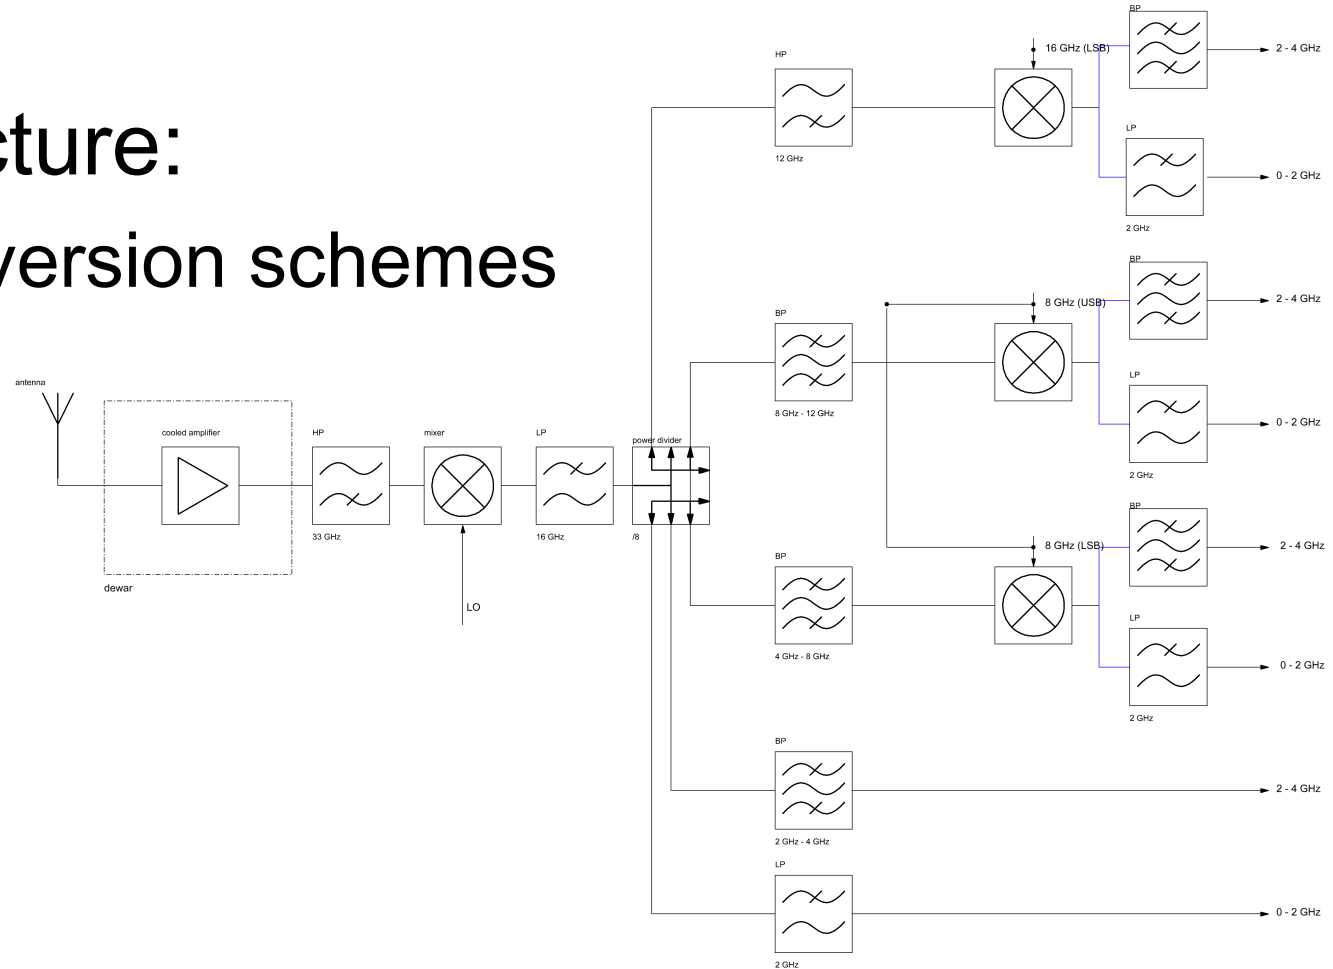 cture:
version schemes
antenna
cooled amplifier
dewar
HP
33 GHz
mixer
LO
LP
16 GHz
power divider
/8
HP
12 GHz
16 GHz (LSB)
BP
2 - 4 GHz
LP
2 GHz
0 - 2 GHz
BP
8 GHz - 12 GHz
8 GHz (USB)
BP
2 - 4 GHz
LP
2 GHz
0 - 2 GHz
BP
4 GHz - 8 GHz
8 GHz (LSB)
BP
2 - 4 GHz
LP
2 GHz
0 - 2 GHz
BP
2 GHz - 4 GHz
2 - 4 GHz
LP
2 GHz
0 - 2 GHz